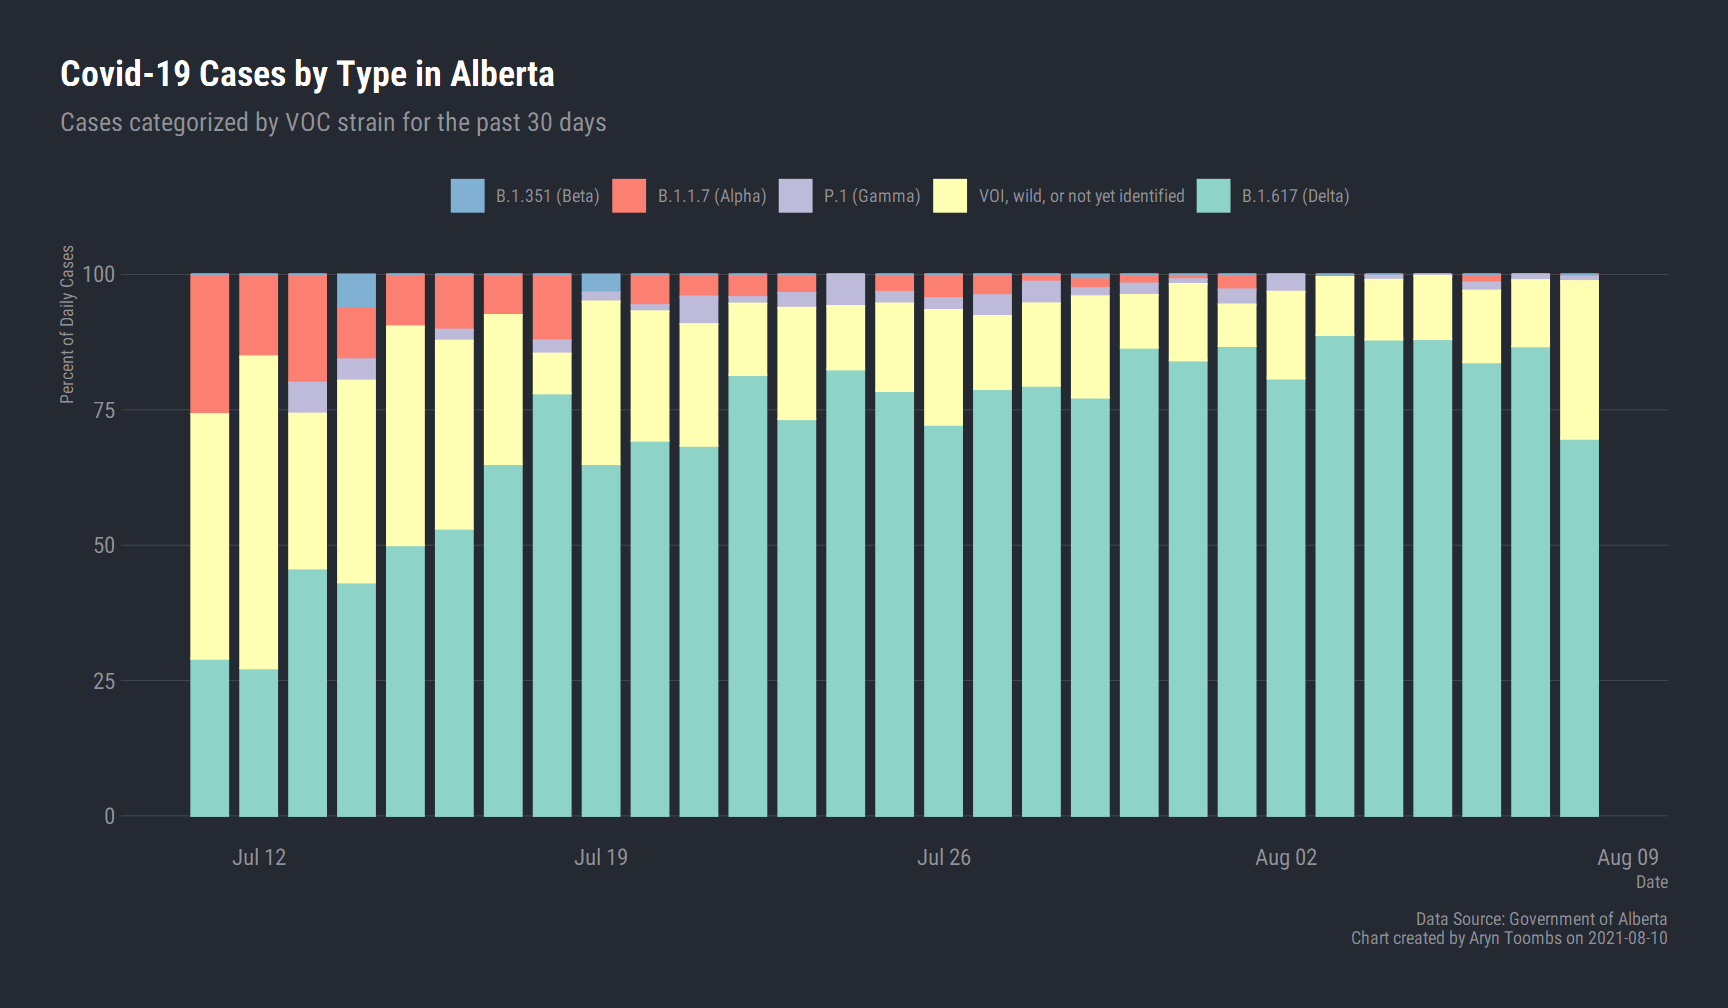 Covid-19 Cases by Type in Alberta
Cases categorized by VOC strain for the past 30 days
B.1.351 (Beta) B.1.1.7 (Alpha) P.1 (Gamma) VOI, wild, or not yet identified B.1.617 (Delta)
Percent of Daily Cases
100
75
50
25
0
Jul 12 Jul 19 Jul 26 Aug 02 Aug 09
Date
Data Source: Government of Alberta
Chart created by Aryn Toombs on 2021-08-10